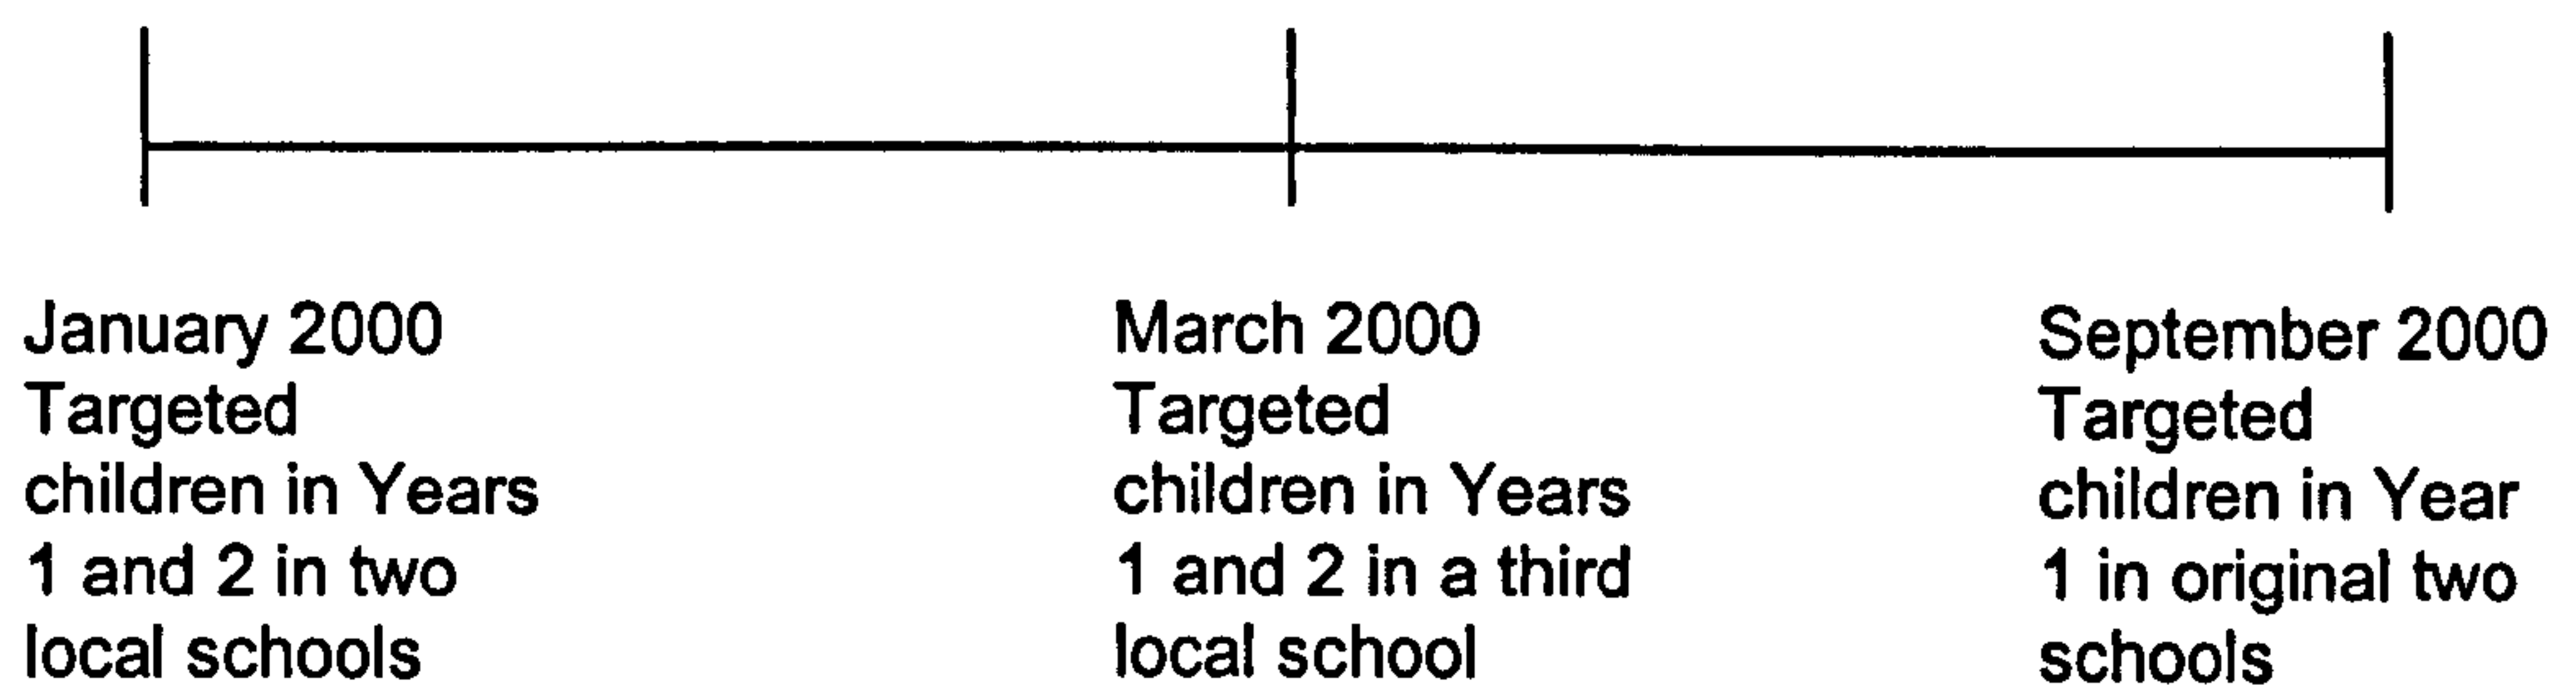 January 2000
Targeted
children in Years
1 and 2 in two
local schools
March 2000
Targeted
children in Years
1 and 2 in a third
local school
September 2000
Targeted
children in Year
1 in original two
schools